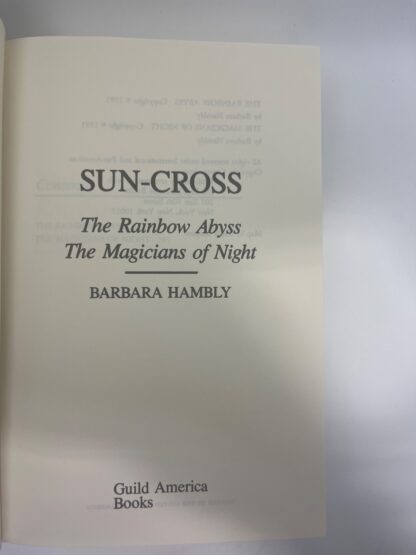 SUN-CROSS
The Rainbow Abyss
The Magicians of Night
BARBARA HAMBLY
Guild America
Books